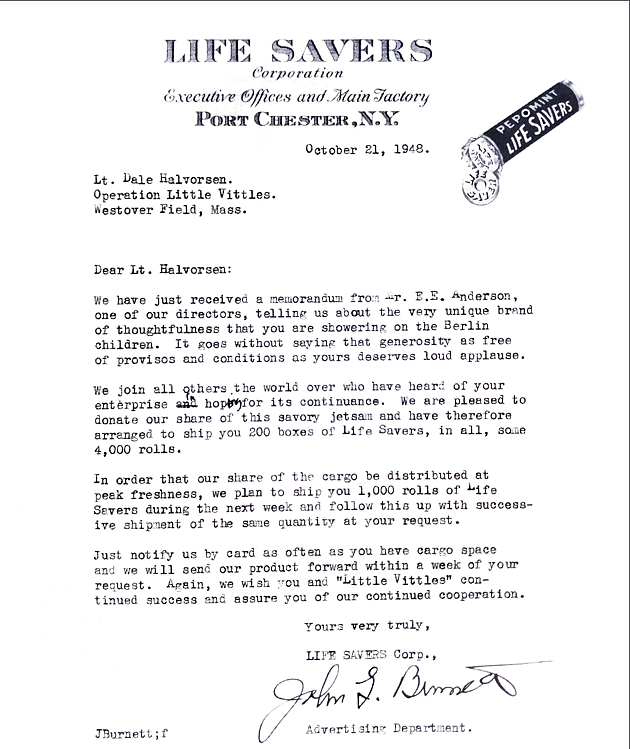 LIFE SAVERS
Corporation
Executive Offices and Main Factory
PORT CHESTER, N.Y.
PEPOMINT
LIFE SAVERS
October 21, 1948.
Lt. Dale Halvorsen.
Operation Little Vittles.
Westover Field, Mass.
Dear Lt. Halvorsen:
We have just received a memorandum from Mr. E.E. Anderson,
one of our directors, telling us about the very unique brand
of thoughtfulness that you are showering on the Berlin
children. It goes without saying that generosity as free
of provisos and conditions as yours deserves loud applause.
We join all others, the world over who have heard of your
enterprise and hope for its continuance. We are pleased to
donate our share of this savory jetsam and have therefore
arranged to ship you 200 boxes of Life Savers, in all, some
4,000 rolls.
In order that our share of the cargo be distributed at
peak freshness, we plan to ship you 1,000 rolls of Life
Savers during the next week and follow this up with success-
ive shipment of the same quantity at your request.
Just notify us by card as often as you have cargo space
and we will send our product forward within a week of your
request. Again, we wish you and "Little Vittles" con-
tinued success and assure you of our continued cooperation.
Yours very truly,
LIFE SAVERS Corp.,
John G. Burnett
Advertising Department.
JBurnett;f